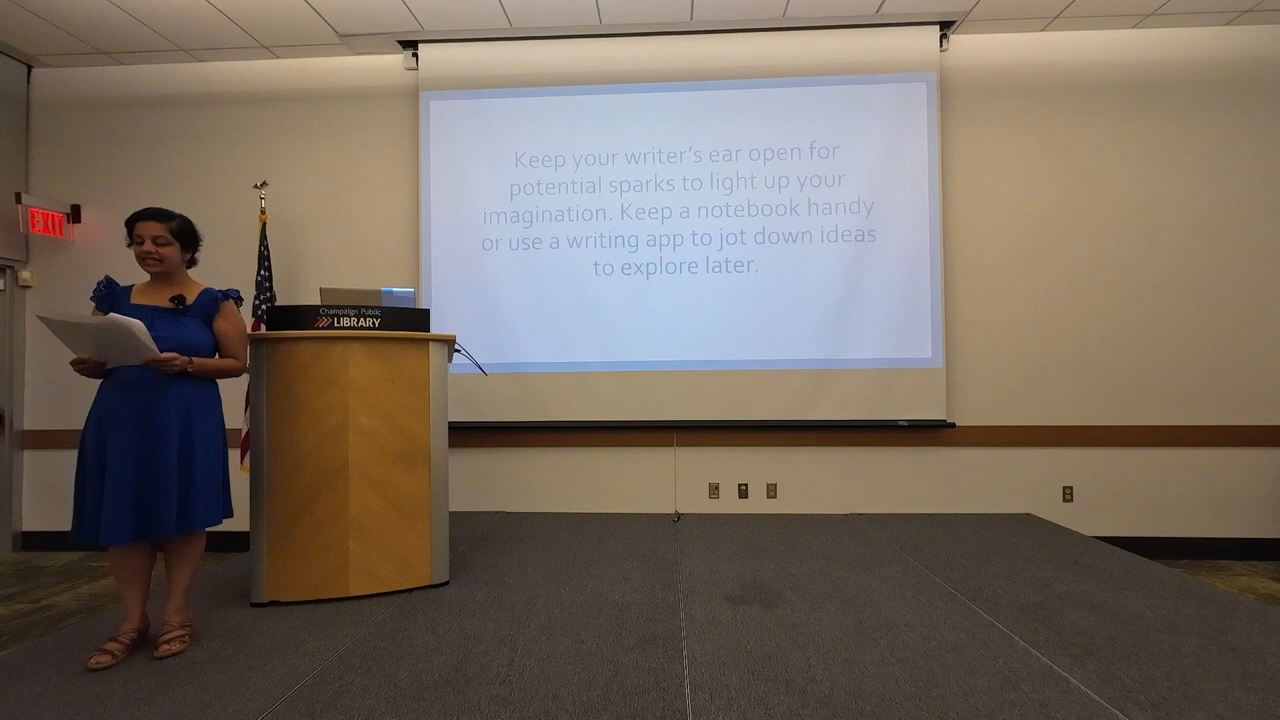 EXIT
Keep your writer's ear open for
potential sparks to light up your
imagination. Keep a notebook handy
or use a writing app to jot down ideas
to explore later.
Champaign Public
LIBRARY